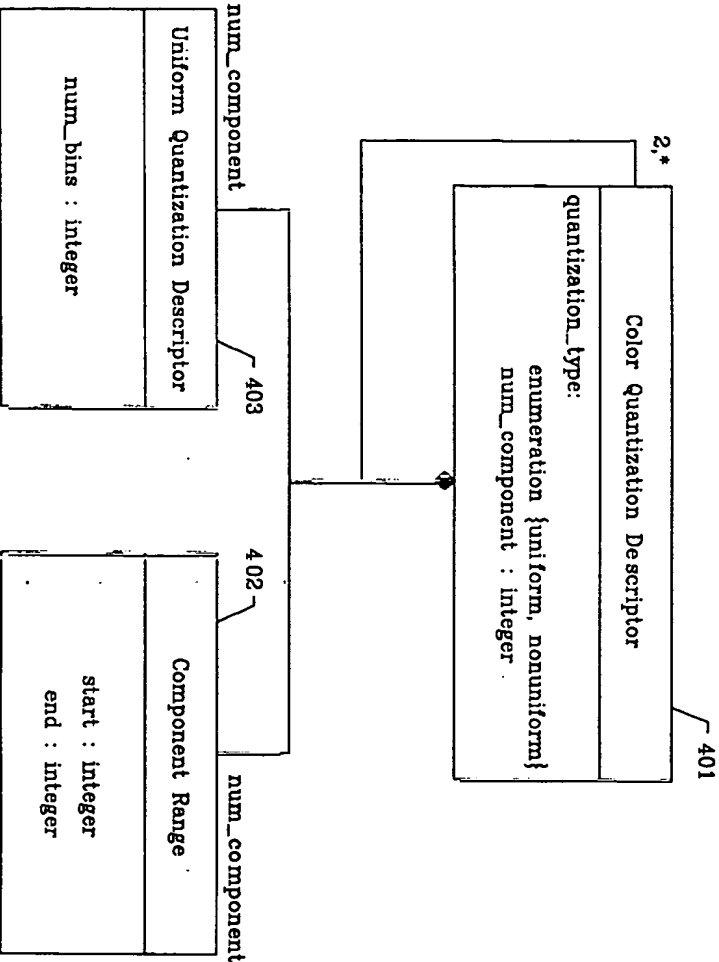 401
Color Quantization Descriptor
quantization_type:
enumeration {uniform, nonuniform}
num_component : integer
2,*
num_component
403
Uniform Quantization Descriptor
num_bins : integer
402
num_component
Component Range
start : integer
end : integer